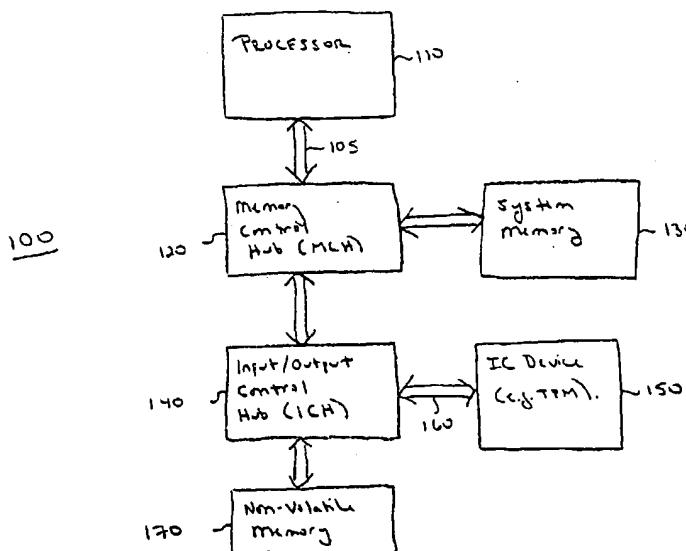 PROCESSOR
110
105
Memory
Control
Hub (MCH)
120
System
Memory
130
100
Input/Output
Control
Hub (ICH)
140
IC Device
(e.g. TPM).
150
160
Non-Volatile
Memory
170